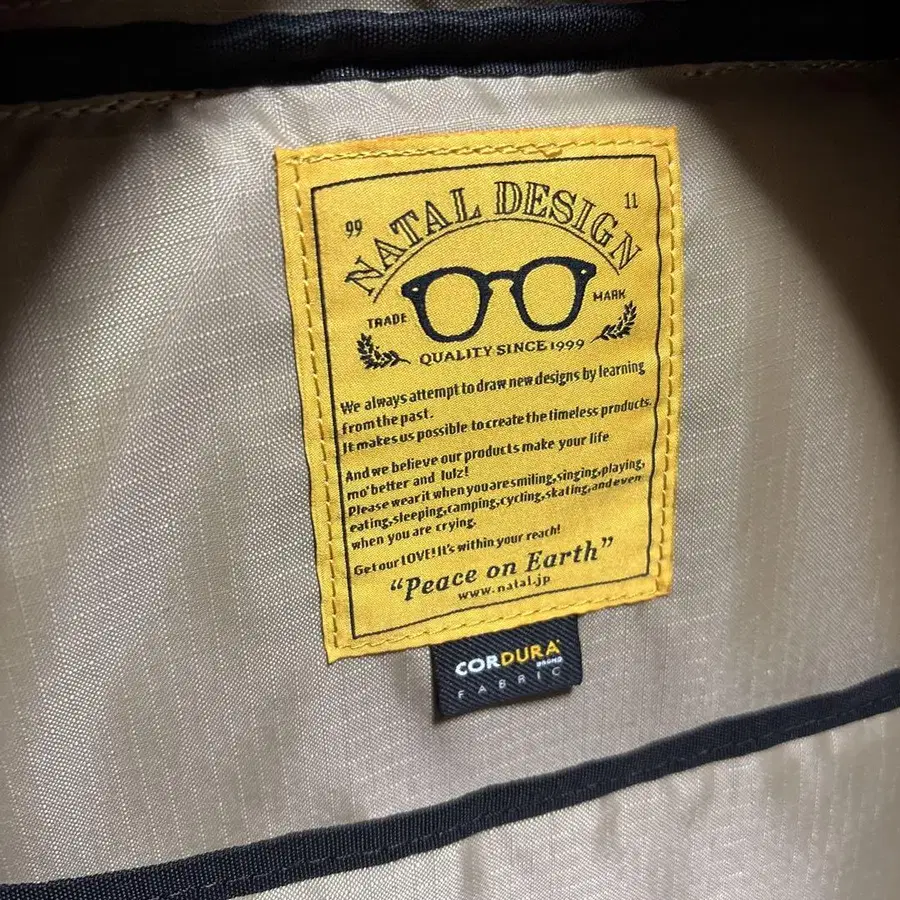 99 NATAL DESIGN 11
TRADE MARK
QUALITY SINCE 1999
We always attempt to draw new designs by learning
from the past.
It makes us possible to create the timeless products.
And we believe our products make your life
mo' better and lulz!
Please wear it when you are smiling, singing, playing,
eating, sleeping, camping, cycling, skating, and even
when you are crying.
Get our LOVE! It's within your reach!
“Peace on Earth”
www.natal.jp
CORDURA
BRAND
FABRIC